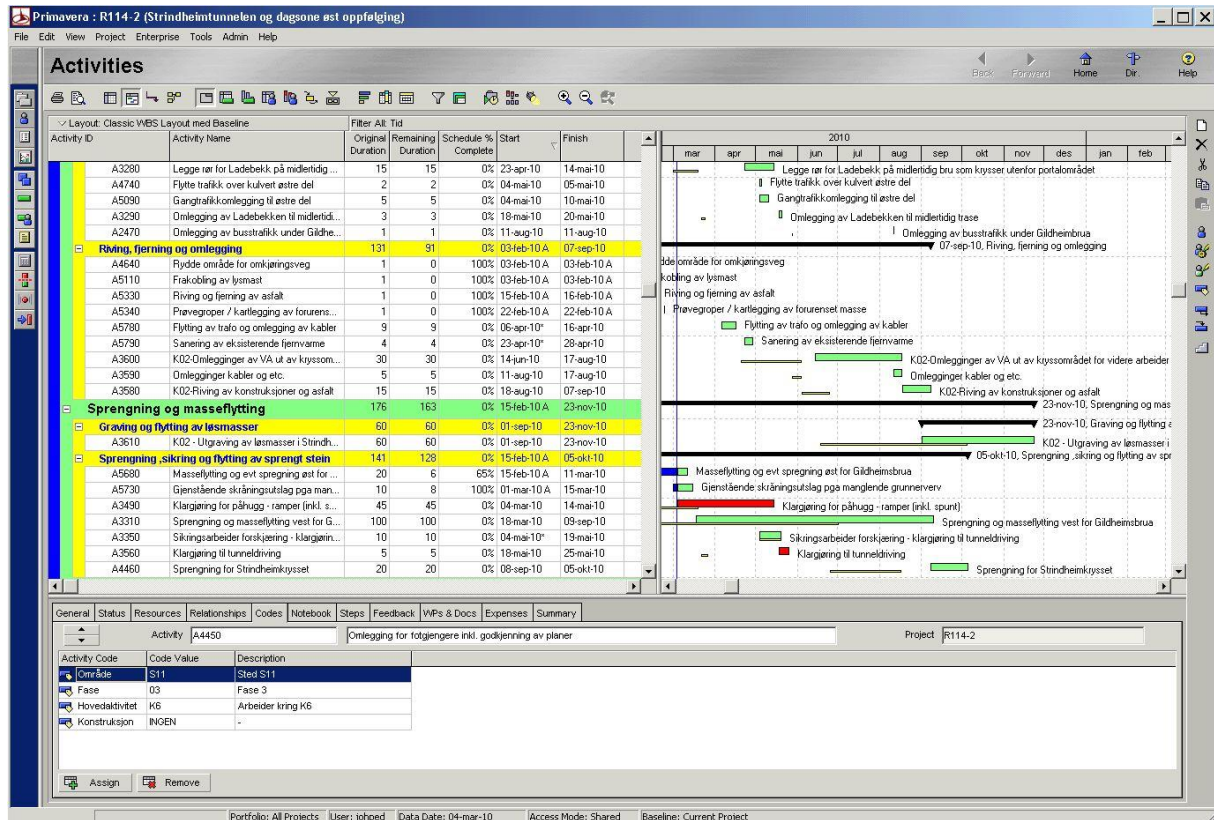 Primavera : R114-2 (Strindheimtunnelen og dagsone øst oppfølging)
File Edit View Project Enterprise Tools Admin Help
Activities
Back Forward Home Dir. Help
Layout: Classic WBS Layout med Baseline Filter All: Tid
Activity ID Activity Name Original Duration Remaining Duration Schedule % Complete Start Finish
2010
mar apr mai jun jul aug sep okt nov des jan feb
A3280 Legge rør for Ladebekk på midlertidig ... 15 15 0% 23-apr-10 14-mai-10 Legge rør for Ladebekk på midlertidig bru som krysser utenfor portalområdet
A4740 Flytte trafikk over kulvert østre del 2 2 0% 04-mai-10 05-mai-10 Flytte trafikk over kulvert østre del
A5090 Gangtrafikkomlegging til østre del 5 5 0% 04-mai-10 10-mai-10 Gangtrafikkomlegging til østre del
A3290 Omlegging av Ladebekken til midlerti... 3 3 0% 18-mai-10 20-mai-10 Omlegging av Ladebekken til midlertidig trase
A2470 Omlegging av busstrafikk under Gildhe... 1 1 0% 11-aug-10 11-aug-10 Omlegging av busstrafikk under Gildheimbrua
Riving, fjerning og omlegging 131 91 0% 03-feb-10 A 07-sep-10 07-sep-10, Riving, fjerning og omlegging
A4640 Rydde område for omkjøringsveg 1 0 100% 03-feb-10 A 03-feb-10 A dde område for omkjøringsveg
A5110 Frakobling av lysmast 1 0 100% 03-feb-10 A 03-feb-10 A kobling av lysmast
A5330 Riving og fjerning av asfalt 1 0 100% 15-feb-10 A 16-feb-10 A Riving og fjerning av asfalt
A5340 Prøvegroper / kartlegging av forurens... 1 0 100% 22-feb-10 A 22-feb-10 A Prøvegroper / kartlegging av forurenset masse
A5780 Flytting av trafo og omlegging av kabler 9 9 0% 06-apr-10* 16-apr-10 Flytting av trafo og omlegging av kabler
A5790 Sanering av eksisterende fjernvarme 4 4 0% 23-apr-10* 28-apr-10 Sanering av eksisterende fjernvarme
A3600 K02-Omlegginger av VA ut av kryssom... 30 30 0% 14-jun-10 17-aug-10 K02-Omlegginger av VA ut av kryssområdet for videre arbeider
A3590 Omlegginger kabler og etc. 5 5 0% 11-aug-10 17-aug-10 Omlegginger kabler og etc.
A3580 K02-Riving av konstruksjoner og asfalt 15 15 0% 18-aug-10 07-sep-10 K02-Riving av konstruksjoner og asfalt
Sprengning og masseflytting 176 163 0% 15-feb-10 A 23-nov-10 23-nov-10, Sprengning og mas
Graving og flytting av løsmasser 60 60 0% 01-sep-10 23-nov-10 23-nov-10, Graving og flytting a
A3610 K02 - Utgraving av løsmasser i Strindh... 60 60 0% 01-sep-10 23-nov-10 K02 - Utgraving av løsmasser i
Sprengning ,sikring og flytting av sprengt stein 141 128 0% 15-feb-10 A 05-okt-10 05-okt-10, Sprengning ,sikring og flytting av spr
A5680 Masseflytting og evt spregning øst for ... 20 6 65% 15-feb-10 A 11-mar-10 Masseflytting og evt spregning øst for Gildheimsbrua
A5730 Gjenstående skråningsutslag pga man... 10 8 100% 01-mar-10 A 15-mar-10 Gjenstående skråningsutslag pga manglende grunnerverv
A3490 Klargjøring for påhugg - ramper (inkl. s... 45 45 0% 04-mar-10 14-mai-10 Klargjøring for påhugg - ramper (inkl. spunt)
A3310 Sprengning og masseflytting vest for G... 100 100 0% 18-mar-10 09-sep-10 Sprengning og masseflytting vest for Gildheimsbrua
A3350 Sikringsarbeider forskjæring - klargjørin... 10 10 0% 04-mai-10* 19-mai-10 Sikringsarbeider forskjæring - klargjøring til tunneldriving
A3560 Klargjøring til tunneldriving 5 5 0% 18-mai-10 25-mai-10 Klargjøring til tunneldriving
A4460 Sprengning for Strindheimkrysset 20 20 0% 08-sep-10 05-okt-10 Sprengning for Strindheimkrysset
General Status Resources Relationships Codes Notebook Steps Feedback WPs & Docs Expenses Summary
Activity A4450 Omlegging for fotgjengere inkl. godkjenning av planer Project R114-2
Activity Code Code Value Description
Område S11 Sted S11
Fase 03 Fase 3
Hovedaktivitet K6 Arbeider kring K6
Konstruksjon INGEN -
Assign Remove
Portfolio: All Projects User: johped Data Date: 04-mar-10 Access Mode: Shared Baseline: Current Project